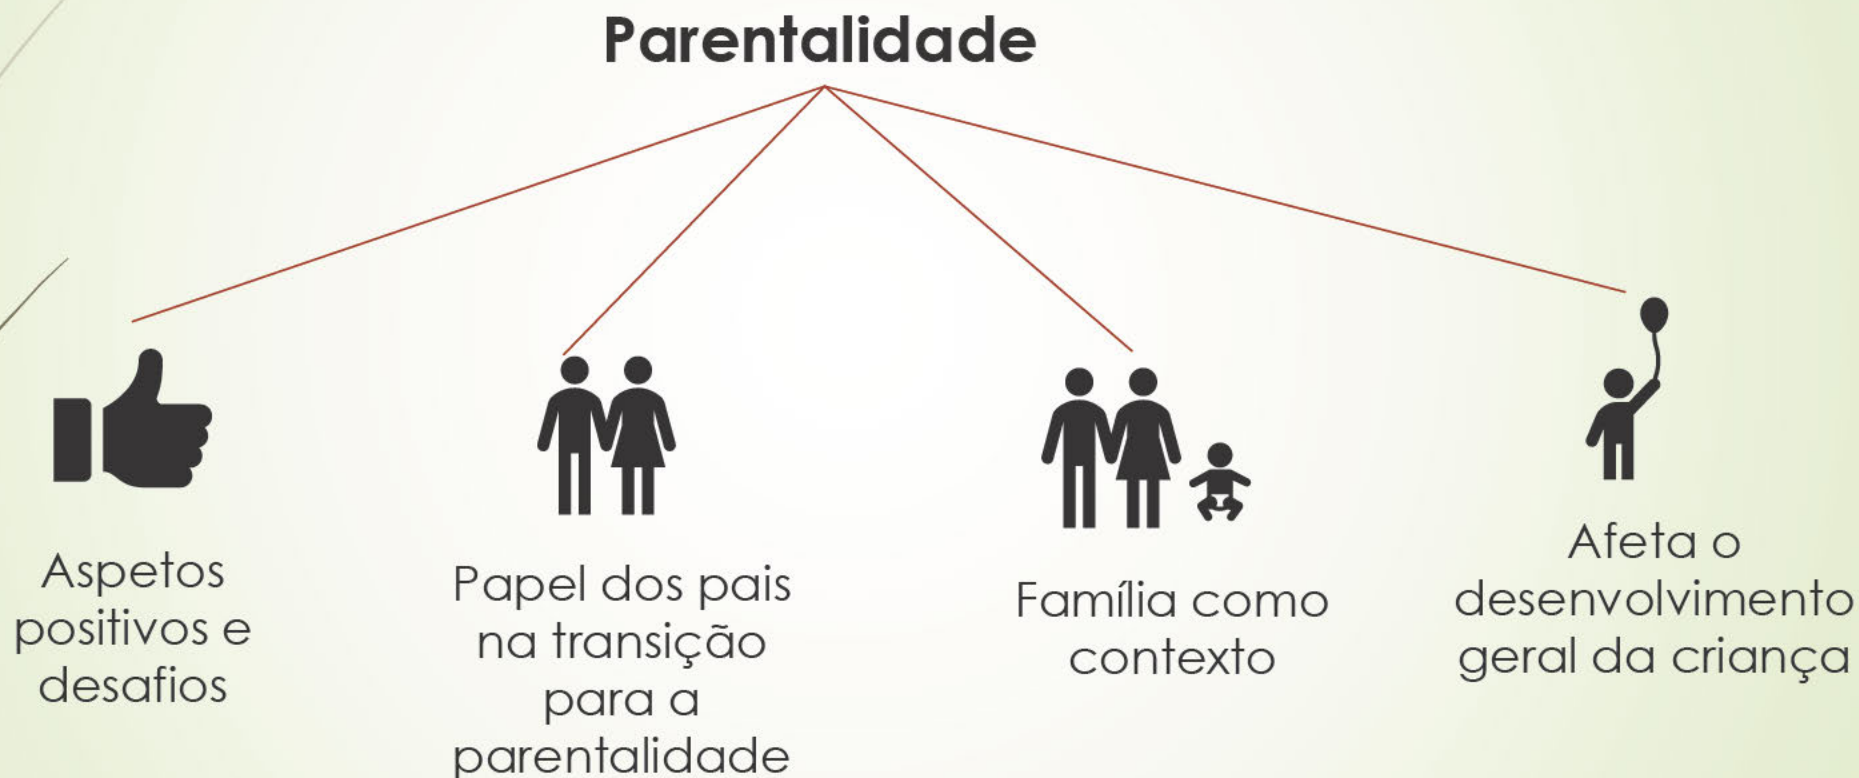 Parentalidade
Aspetos
positivos e
desafios
Papel dos pais
na transição
para a
parentalidade
Família como
contexto
Afeta o
desenvolvimento
geral da criança